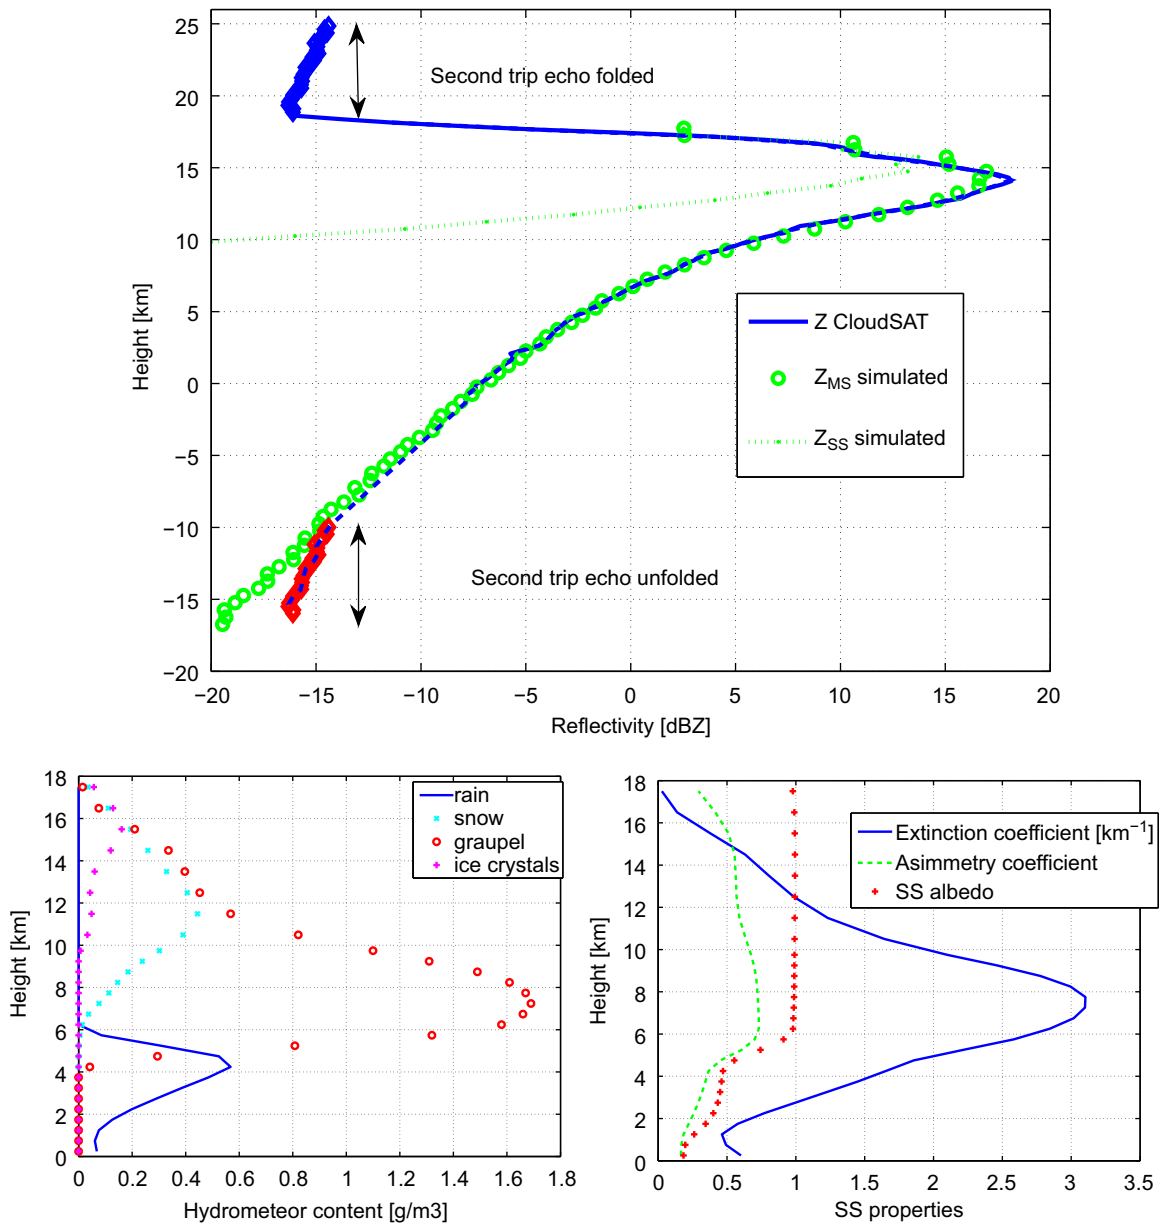 25
20
15
10
5
0
−5
−10
−15
−20
Height [km]
Second trip echo folded
Z CloudSAT
Z_MS simulated
Z_SS simulated
Second trip echo unfolded
−20 −15 −10 −5 0 5 10 15 20
Reflectivity [dBZ]
18
16
14
12
10
8
6
4
2
0
Height [km]
rain
snow
graupel
ice crystals
0 0.2 0.4 0.6 0.8 1 1.2 1.4 1.6 1.8
Hydrometeor content [g/m3]
18
16
14
12
10
8
6
4
2
0
Height [km]
Extinction coefficient [km⁻¹]
Asimmetry coefficient
SS albedo
0 0.5 1 1.5 2 2.5 3 3.5
SS properties